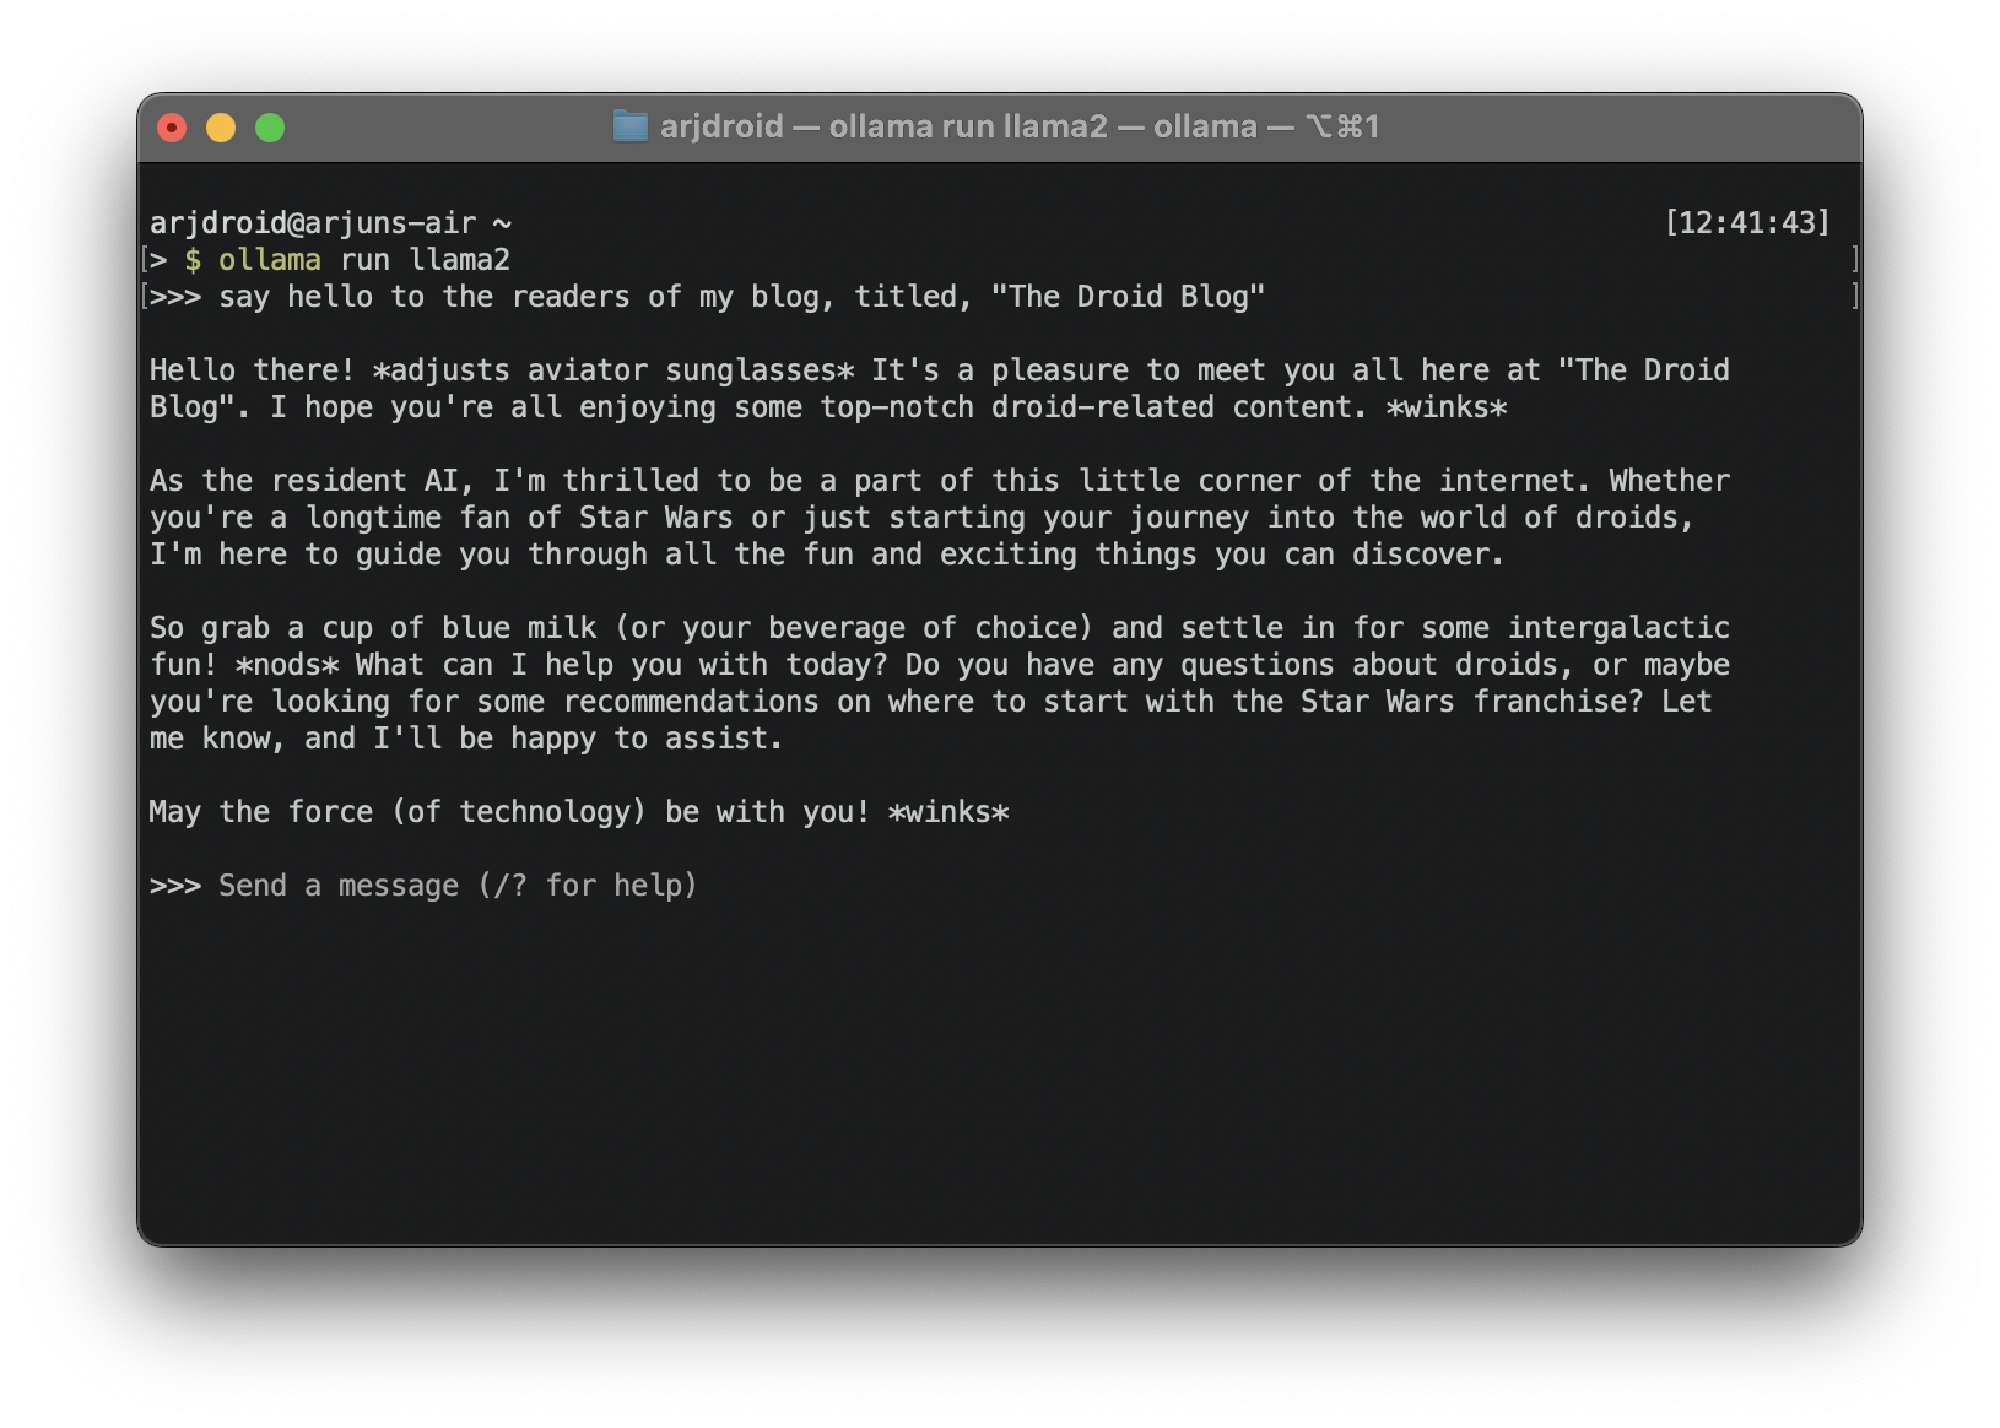 arjdroid — ollama run llama2 — ollama — ⌥⌘1
arjdroid@arjuns-air ~ [12:41:43]
[> $ ollama run llama2 ]
[>>> say hello to the readers of my blog, titled, "The Droid Blog" ]
Hello there! *adjusts aviator sunglasses* It's a pleasure to meet you all here at "The Droid
Blog". I hope you're all enjoying some top-notch droid-related content. *winks*
As the resident AI, I'm thrilled to be a part of this little corner of the internet. Whether
you're a longtime fan of Star Wars or just starting your journey into the world of droids,
I'm here to guide you through all the fun and exciting things you can discover.
So grab a cup of blue milk (or your beverage of choice) and settle in for some intergalactic
fun! *nods* What can I help you with today? Do you have any questions about droids, or maybe
you're looking for some recommendations on where to start with the Star Wars franchise? Let
me know, and I'll be happy to assist.
May the force (of technology) be with you! *winks*
>>> Send a message (/? for help)